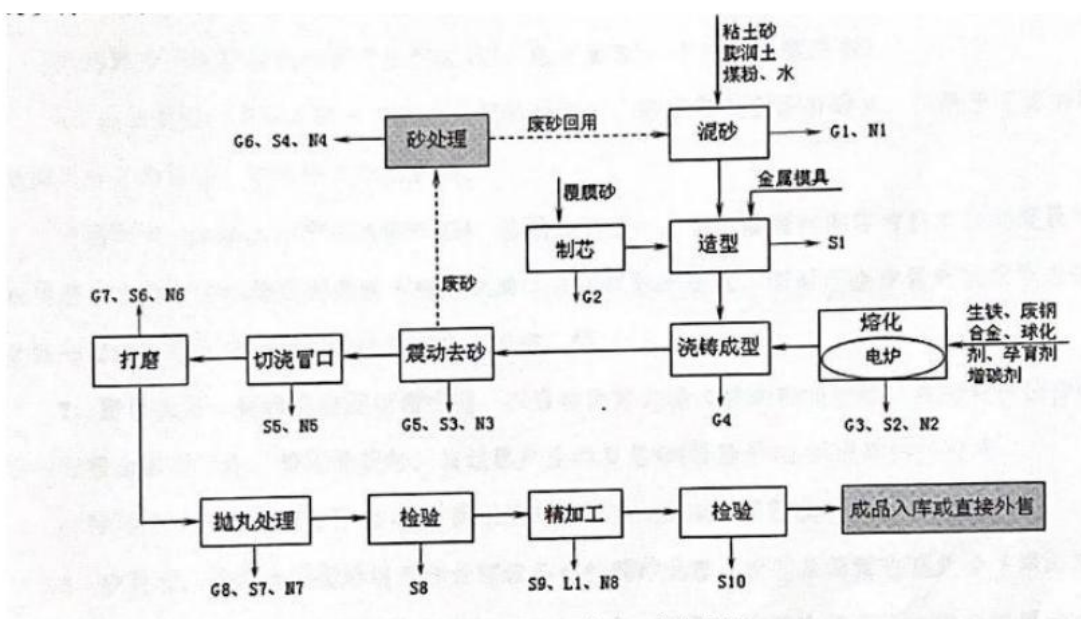 粘土砂
膨润土
煤粉、水
G6、S4、N4
砂处理
废砂回用
混砂
G1、N1
覆膜砂
金属模具
制芯
造型
S1
G2
废砂
G7、S6、N6
打磨
切浇冒口
震动去砂
浇铸成型
熔化
电炉
生铁、废钢
合金、球化
剂、孕育剂
增碳剂
S5、N5
G5、S3、N3
G4
G3、S2、N2
抛丸处理
检验
精加工
检验
成品入库或直接外售
G8、S7、N7
S8
S9、L1、N8
S10